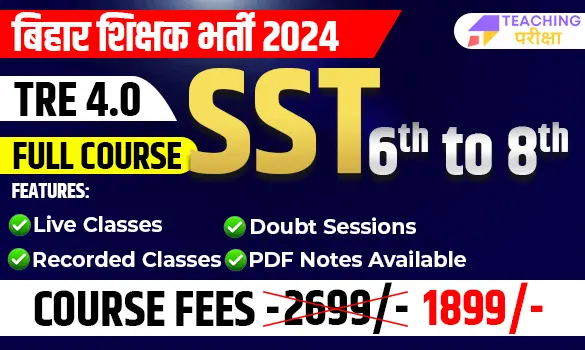 बिहार शिक्षक भर्ती 2024
TEACHING
परीक्षा
TRE 4.0
FULL COURSE
SST 6th to 8th
FEATURES:
Live Classes
Doubt Sessions
Recorded Classes
PDF Notes Available
COURSE FEES -2699/- 1899/-